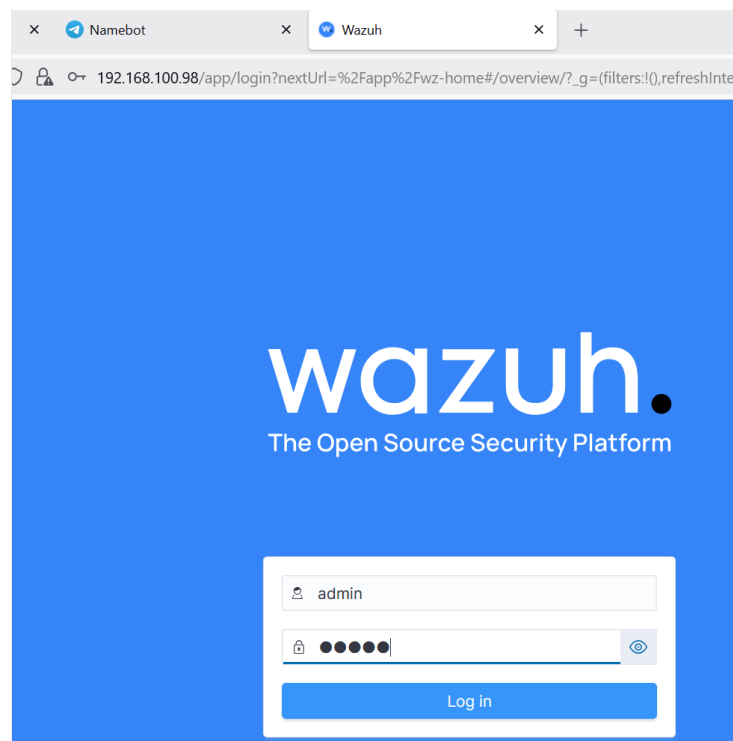 Namebot
Wazuh
192.168.100.98/app/login?nextUrl=%2Fapp%2Fwz-home#/overview/?_g=(filters:!(),refreshInte
wazuh.
The Open Source Security Platform
admin
●●●●●
Log in